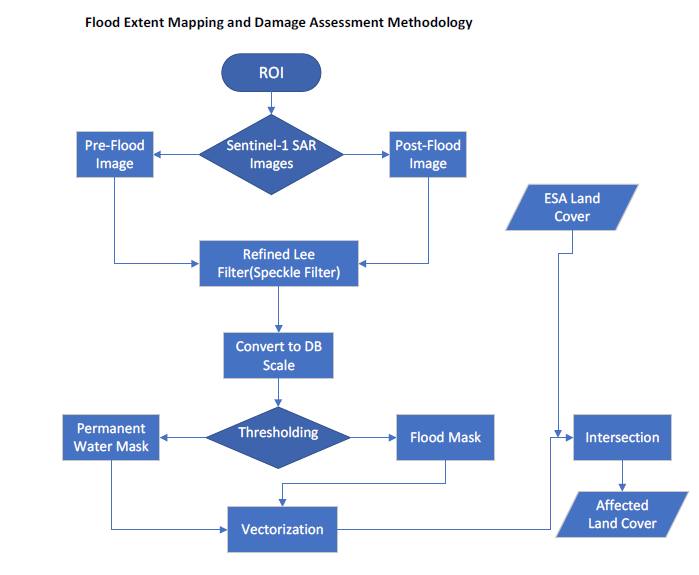 Flood Extent Mapping and Damage Assessment Methodology
ROI
Pre-Flood
Image
Sentinel-1 SAR
Images
Post-Flood
Image
ESA Land
Cover
Refined Lee
Filter(Speckle Filter)
Convert to DB
Scale
Permanent
Water Mask
Thresholding
Flood Mask
Intersection
Vectorization
Affected
Land Cover